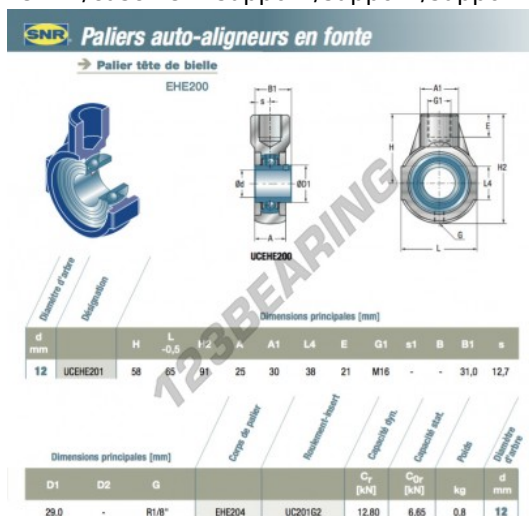 SNR Paliers auto-aligneurs en fonte
Palier tête de bielle
EHE200
B1
s
Ød
ØD1
A
UCEHE200
A1
G1
H
E
H2
L4
G
L
123BEARING
Diamètre d'arbre
Désignation
Dimensions principales [mm]
d mm H L -0,5 H2 A A1 L4 E G1 s1 B B1 s
12 UCEHE201 58 65 91 25 30 38 21 M16 - - 31,0 12,7
Dimensions principales [mm]
Corps de palier
Roulement-insert
Capacité dyn.
Capacité stat.
Poids
Diamètre d'arbre
D1 D2 G Cr [kN] C0r [kN] kg d mm
29,0 - R1/8" EHE204 UC201G2 12,80 6,65 0,8 12